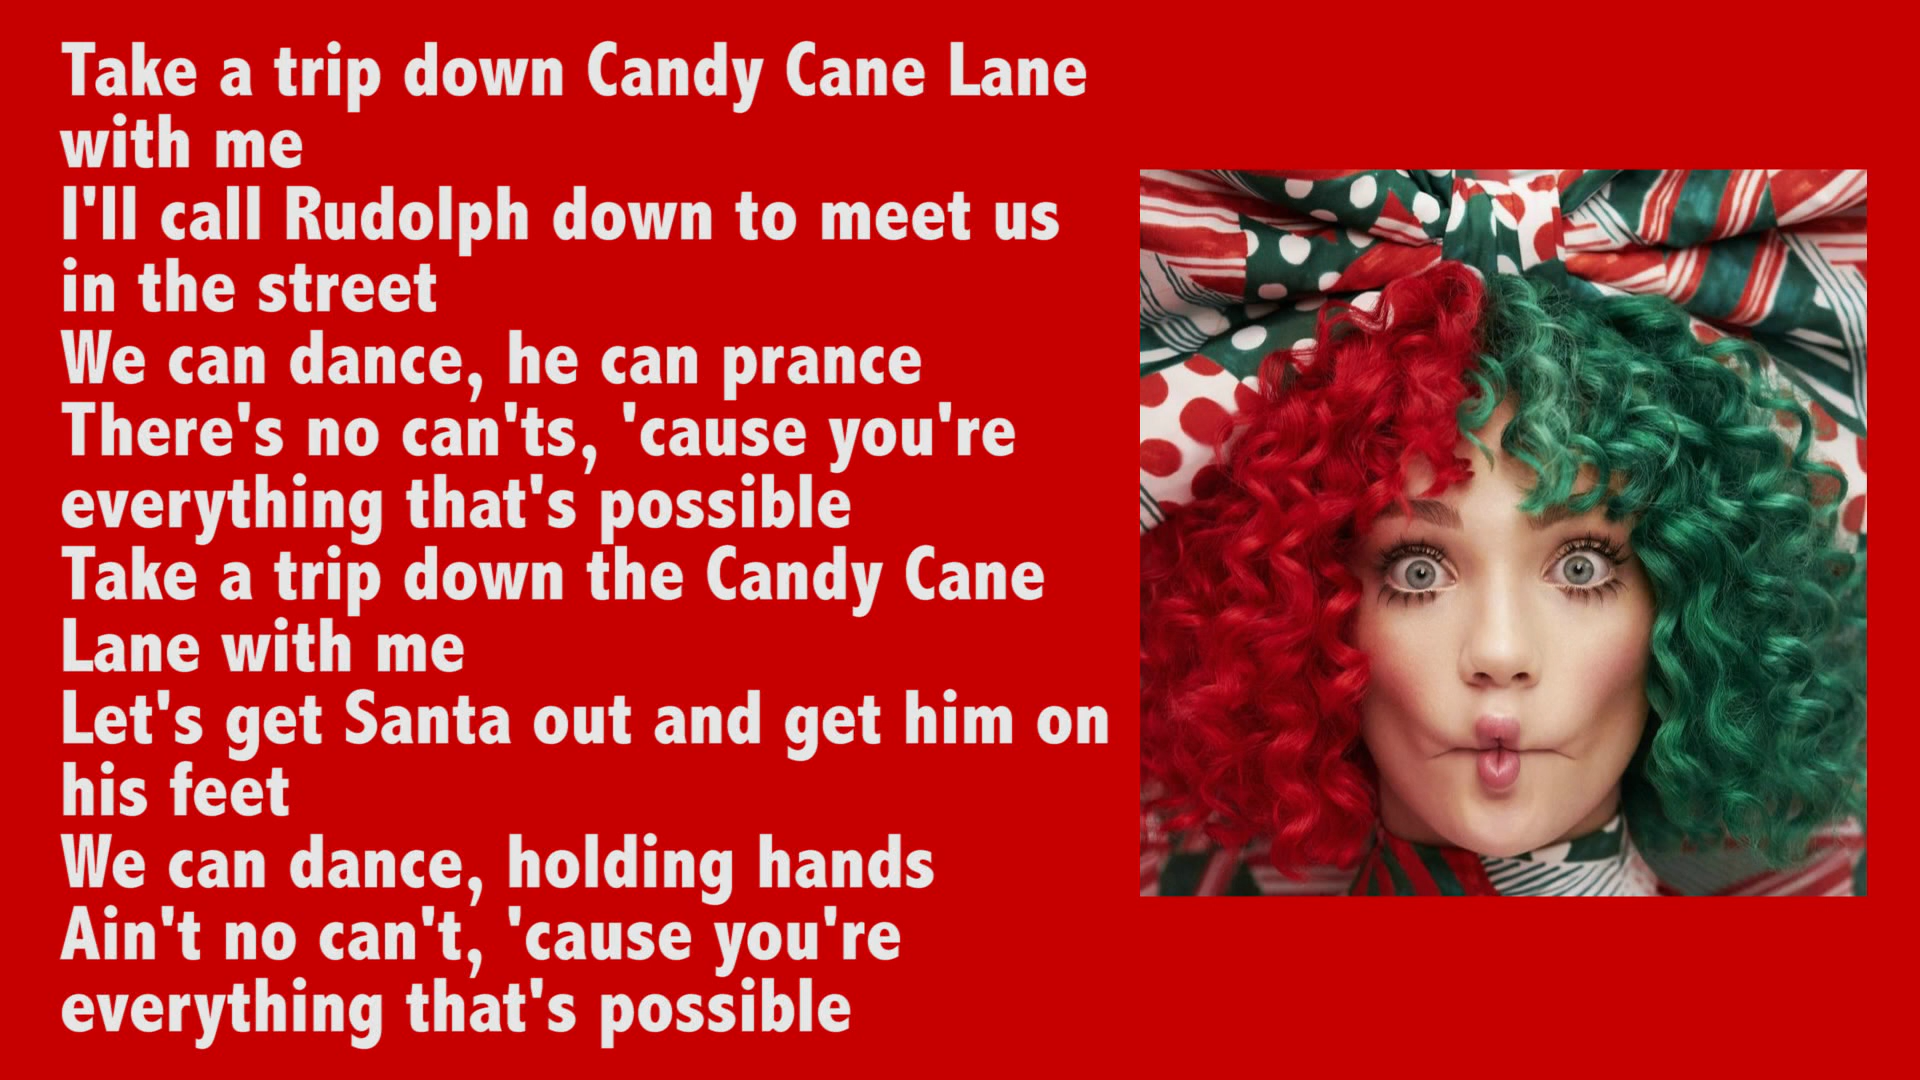 Take a trip down Candy Cane Lane
with me
I'll call Rudolph down to meet us
in the street
We can dance, he can prance
There's no can'ts, 'cause you're
everything that's possible
Take a trip down the Candy Cane
Lane with me
Let's get Santa out and get him on
his feet
We can dance, holding hands
Ain't no can't, 'cause you're
everything that's possible